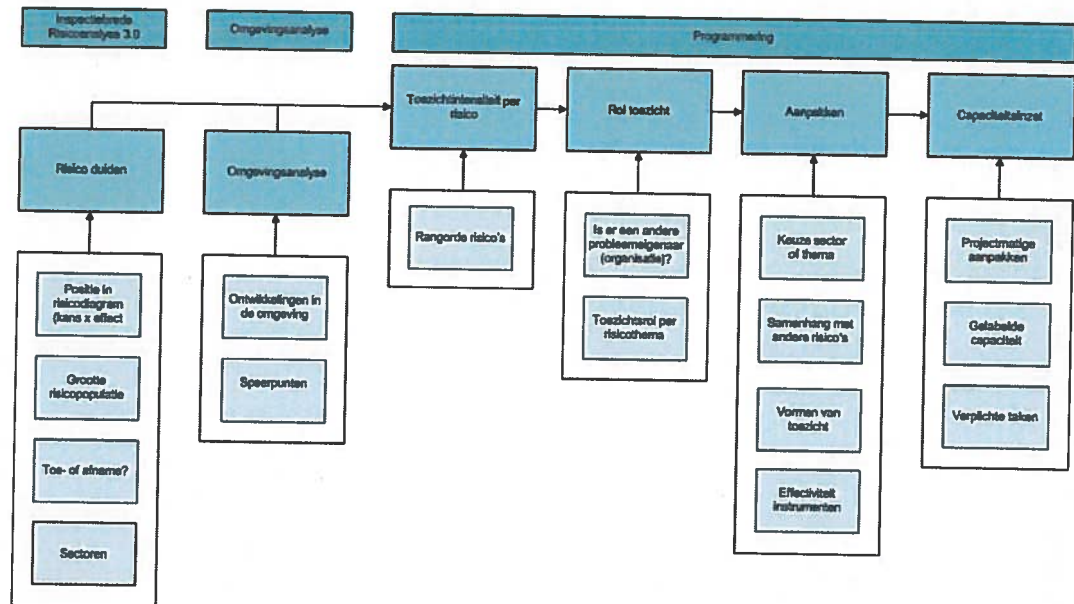 Inspectiebrede
Risicoanalyse 3.0
Omgevingsanalyse
Programmering
Toezichtintensiteit per
risico
Rol toezicht
Aanpakken
Capaciteitsinzet
Risico duiden
Omgevingsanalyse
Rangorde risico's
Is er een andere
probleemeigenaar
(organisatie)?
Toezichtsrol per
risicothema
Keuze sector
of thema
Samenhang met
andere risico's
Vormen van
toezicht
Effectiviteit
instrumenten
Projectmatige
aanpakken
Gelabelde
capaciteit
Verplichte taken
Positie in
risicodiagram
(kans x effect
Grootte
risicopopulatie
Toe- of afname?
Sectoren
Ontwikkelingen in
de omgeving
Speerpunten